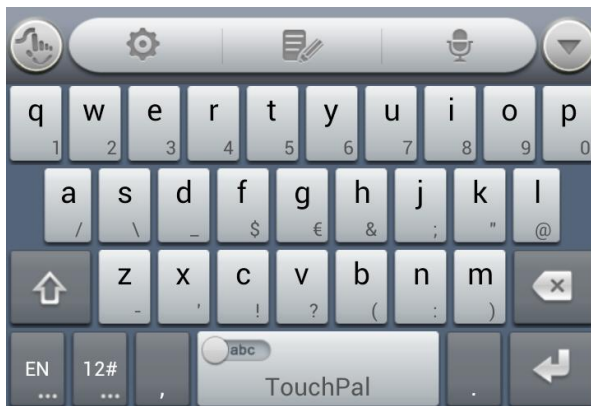 q w e r t y u i o p
1 2 3 4 5 6 7 8 9 0
a s d f g h j k l
/ \ _ $ € & ; " @
z x c v b n m
- ' ! ? ( : )
abc
EN 12# , TouchPal .
... ...